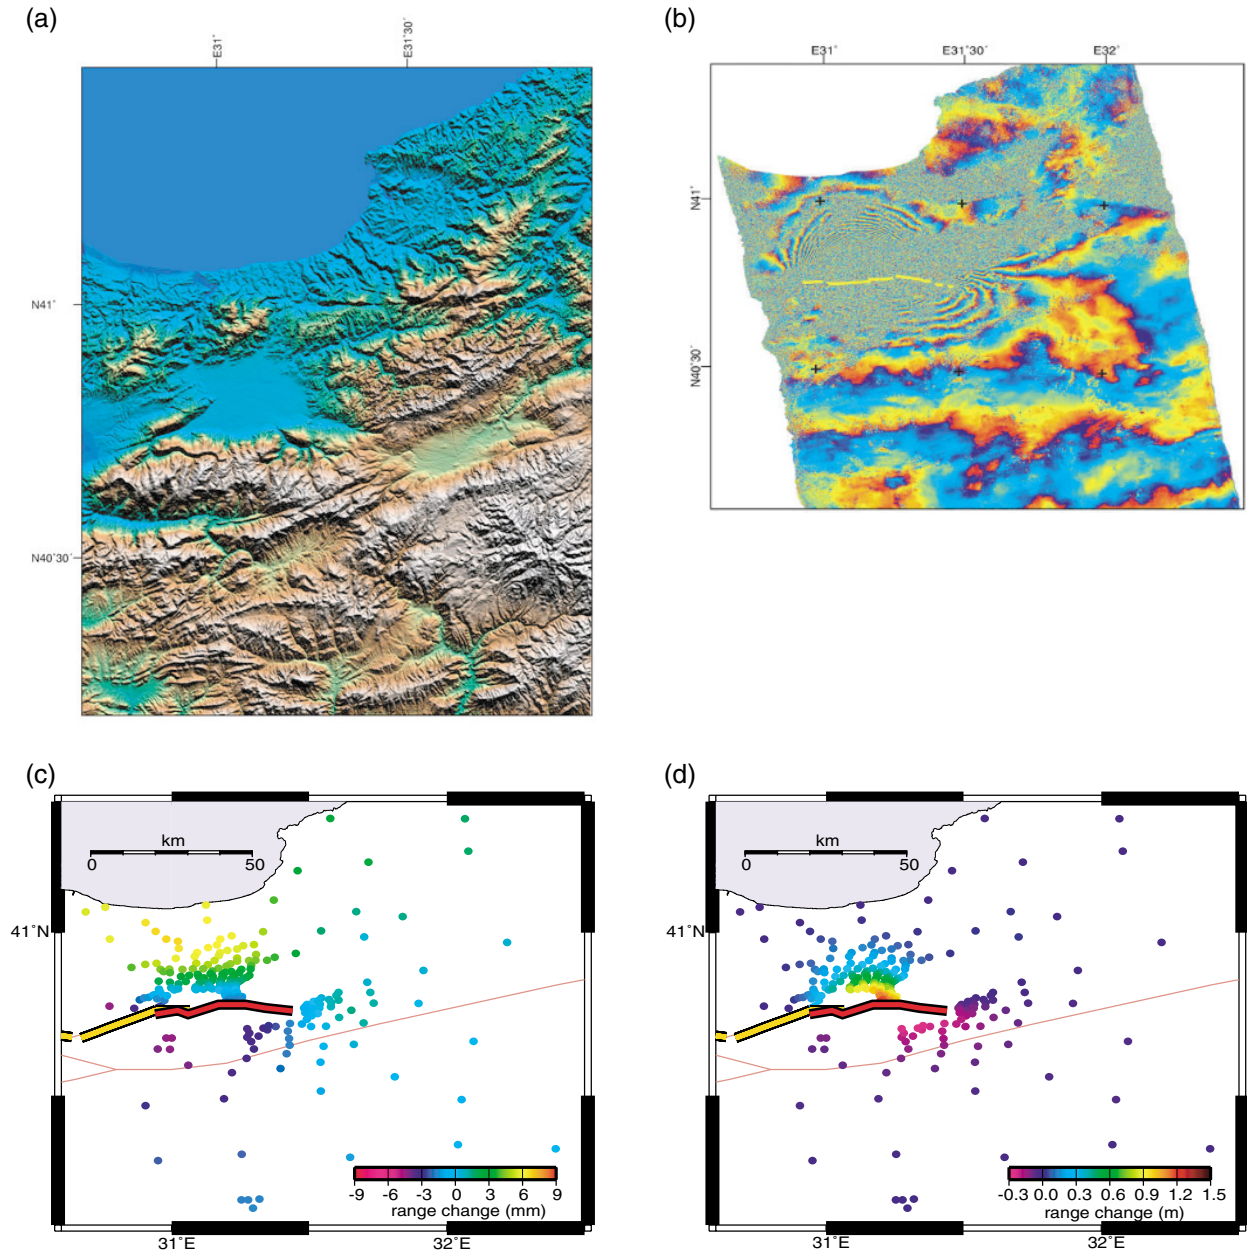 (a)
E31°
E31°30'
N41°
N40°30'
(b)
E31°
E31°30'
E32°
N41°
N40°30'
(c)
km
0 50
41°N
-9 -6 -3 0 3 6 9
range change (mm)
31°E 32°E
(d)
km
0 50
-0.3 0.0 0.3 0.6 0.9 1.2 1.5
range change (m)
31°E 32°E